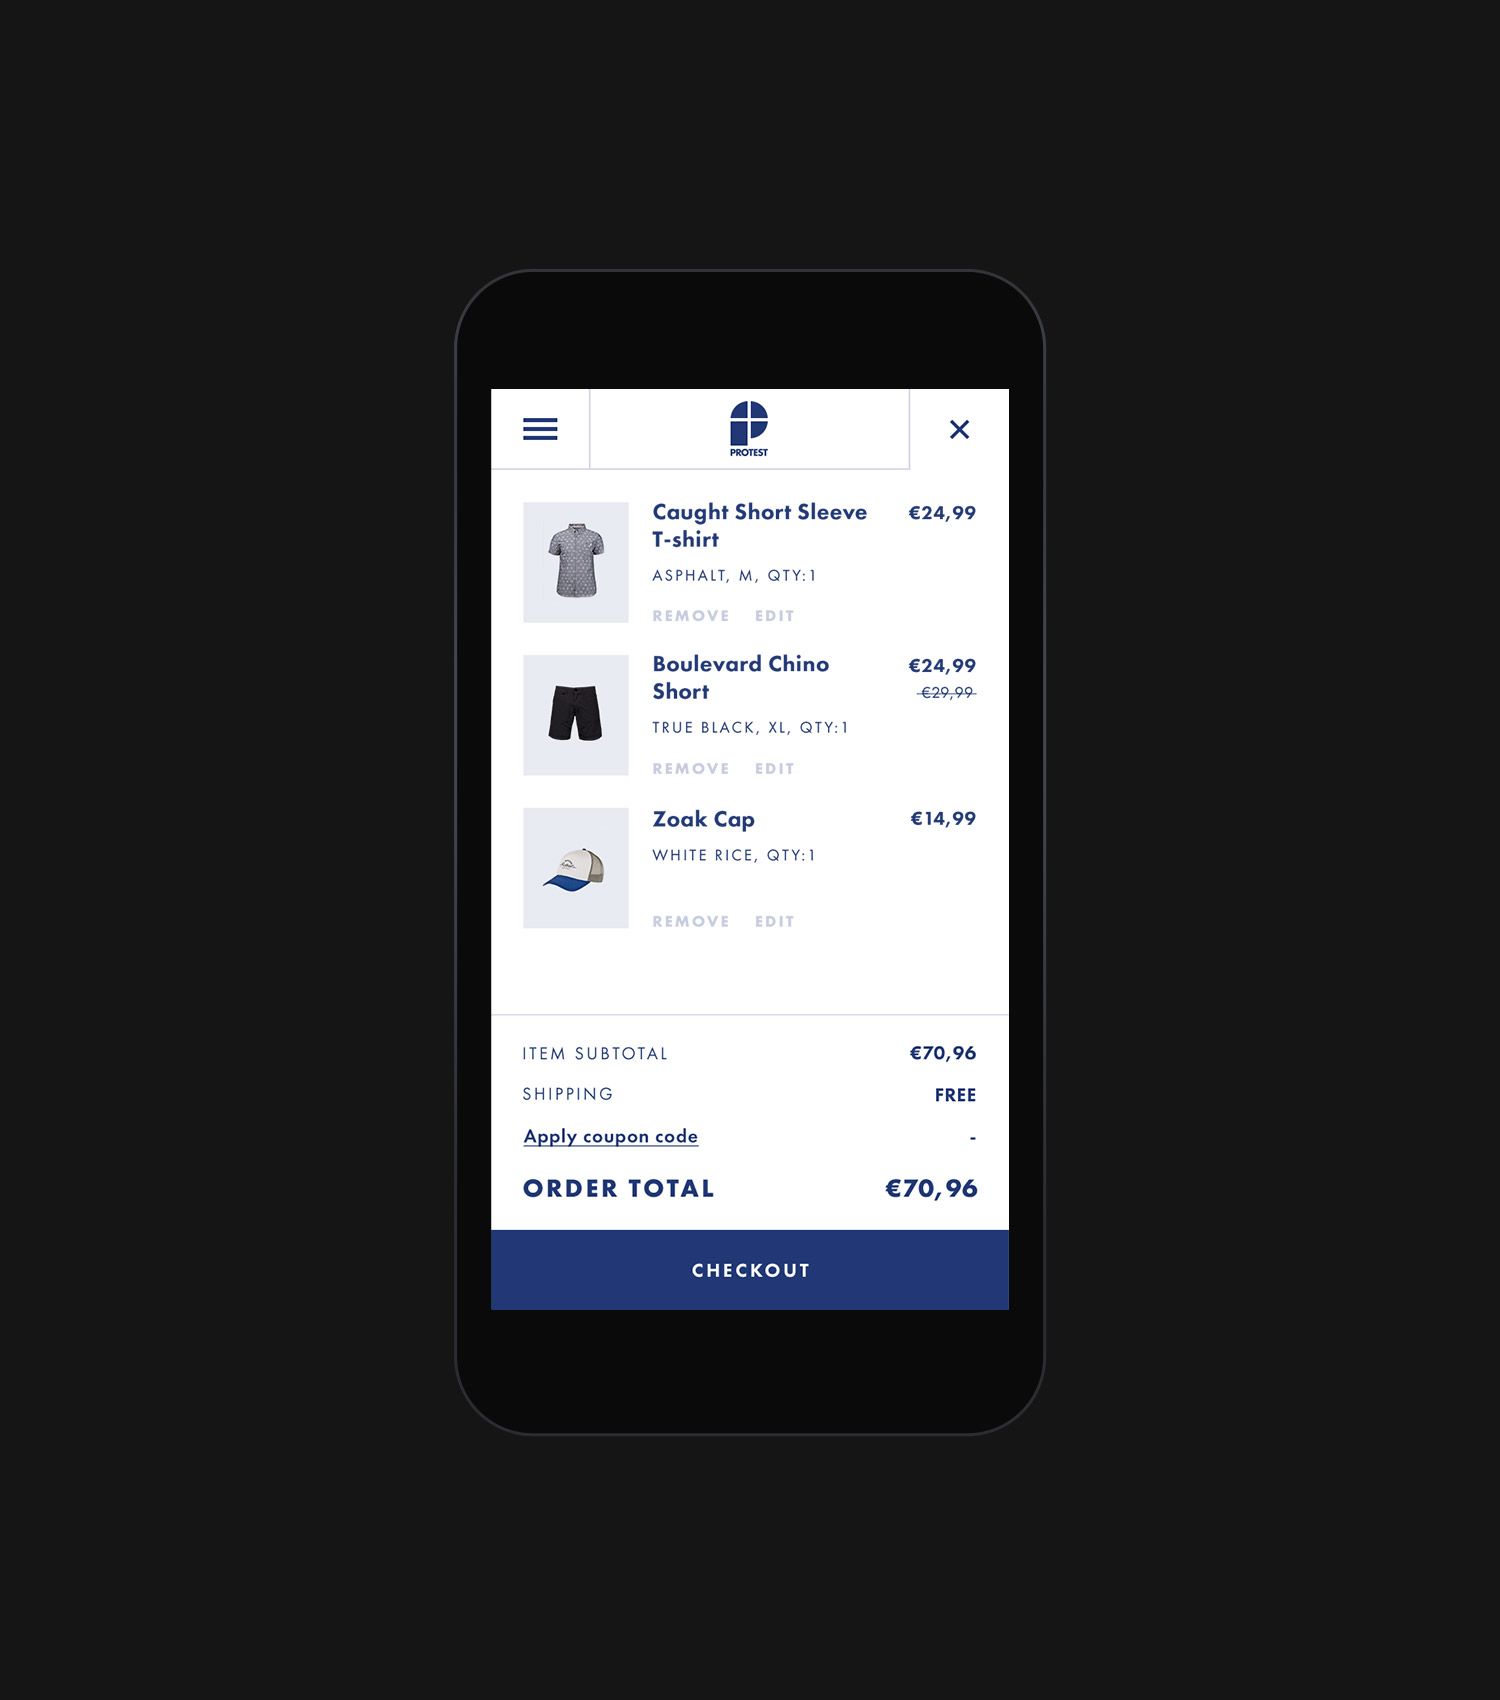 PROTEST
Caught Short Sleeve €24,99
T-shirt
ASPHALT, M, QTY:1
REMOVE EDIT
Boulevard Chino €24,99
Short €29,99
TRUE BLACK, XL, QTY:1
REMOVE EDIT
Zoak Cap €14,99
WHITE RICE, QTY:1
REMOVE EDIT
ITEM SUBTOTAL €70,96
SHIPPING FREE
Apply coupon code -
ORDER TOTAL €70,96
CHECKOUT